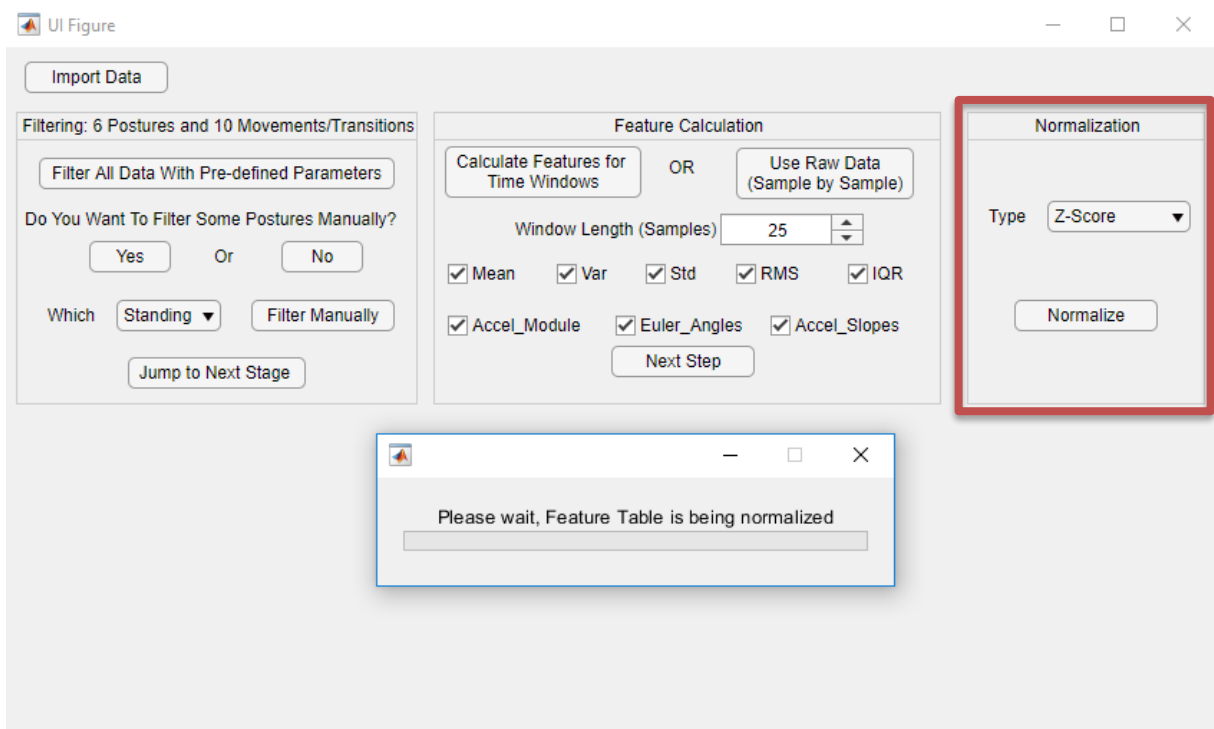 UI Figure
Import Data
Filtering: 6 Postures and 10 Movements/Transitions
Filter All Data With Pre-defined Parameters
Do You Want To Filter Some Postures Manually?
Yes Or No
Which Standing Filter Manually
Jump to Next Stage
Feature Calculation
Calculate Features for
Time Windows
OR
Use Raw Data
(Sample by Sample)
Window Length (Samples) 25
Mean Var Std RMS IQR
Accel_Module Euler_Angles Accel_Slopes
Next Step
Normalization
Type Z-Score
Normalize
Please wait, Feature Table is being normalized